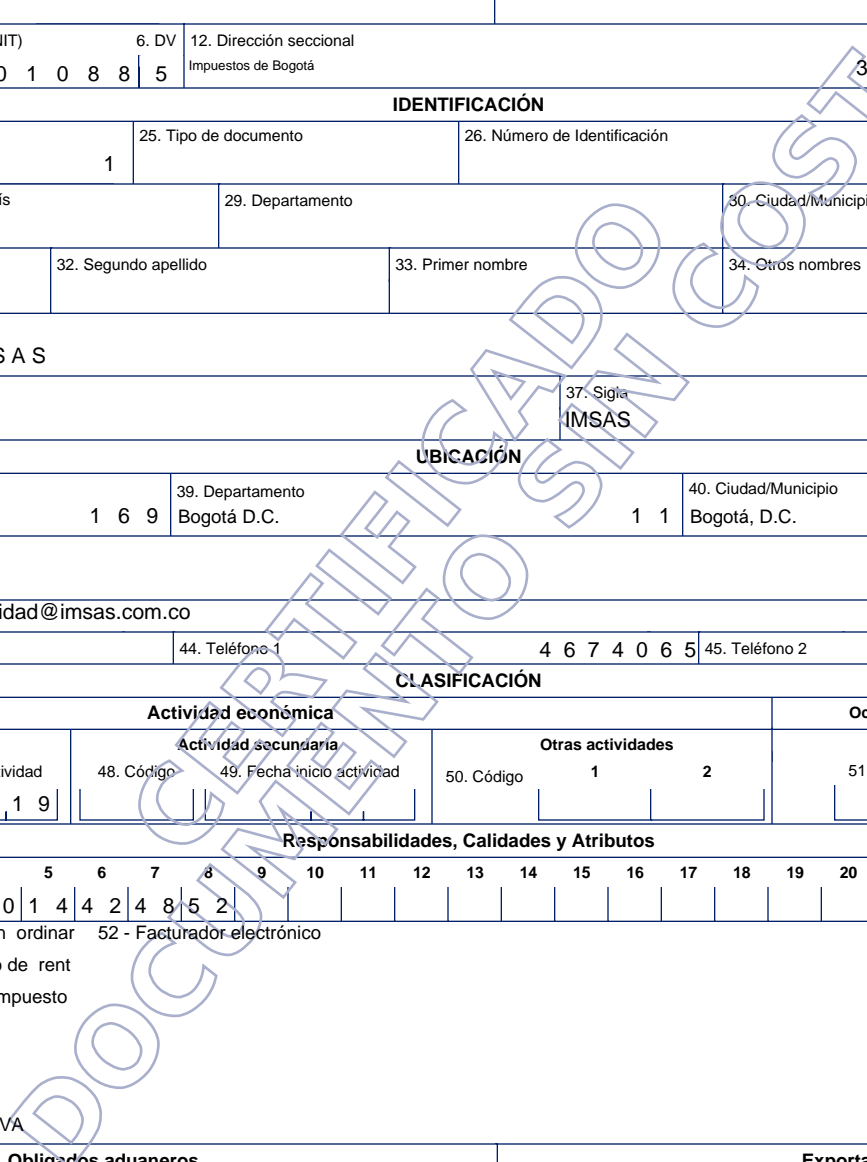 NIT) 6. DV 12. Dirección seccional
0 1 0 8 8 5 Impuestos de Bogotá 3
IDENTIFICACIÓN
25. Tipo de documento 26. Número de Identificación
1
ís 29. Departamento 30. Ciudad/Municipi
32. Segundo apellido 33. Primer nombre 34. Otros nombres
S A S
37. Sigla
IMSAS
UBICACIÓN
39. Departamento 40. Ciudad/Municipio
1 6 9 Bogotá D.C. 1 1 Bogotá, D.C.
idad@imsas.com.co
44. Teléfono 1 4 6 7 4 0 6 5 45. Teléfono 2
CLASIFICACIÓN
Actividad económica Oc
Actividad secundaria Otras actividades
tividad 48. Código 49. Fecha inicio actividad 50. Código 1 2 51
1 9
Responsabilidades, Calidades y Atributos
5 6 7 8 9 10 11 12 13 14 15 16 17 18 19 20
0 1 4 4 2 4 8 5 2
n ordinar 52 - Facturador electrónico
o de rent
mpuesto
VA
Obligados aduaneros Exporta
CERTIFICADO
DOCUMENTO SIN COST